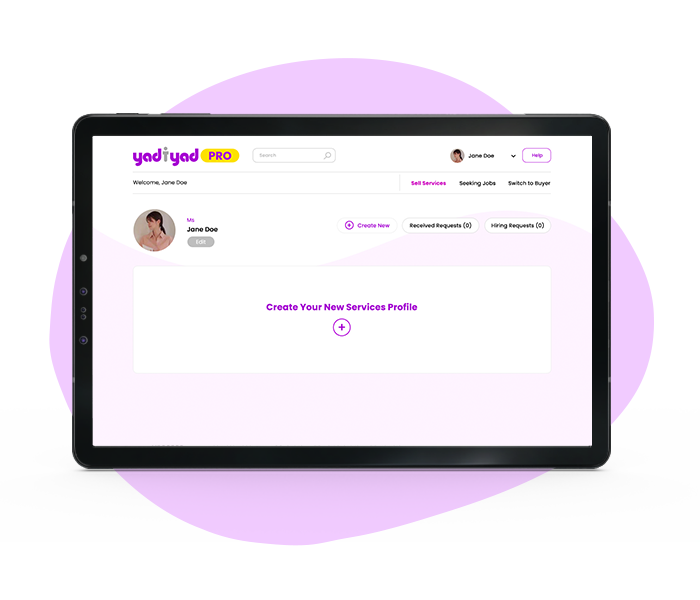 yadiyad PRO
Search
Jane Doe
Help
Welcome, Jane Doe
Sell Services
Seeking Jobs
Switch to Buyer
Ms
Jane Doe
Edit
Create New
Received Requests (0)
Hiring Requests (0)
Create Your New Services Profile